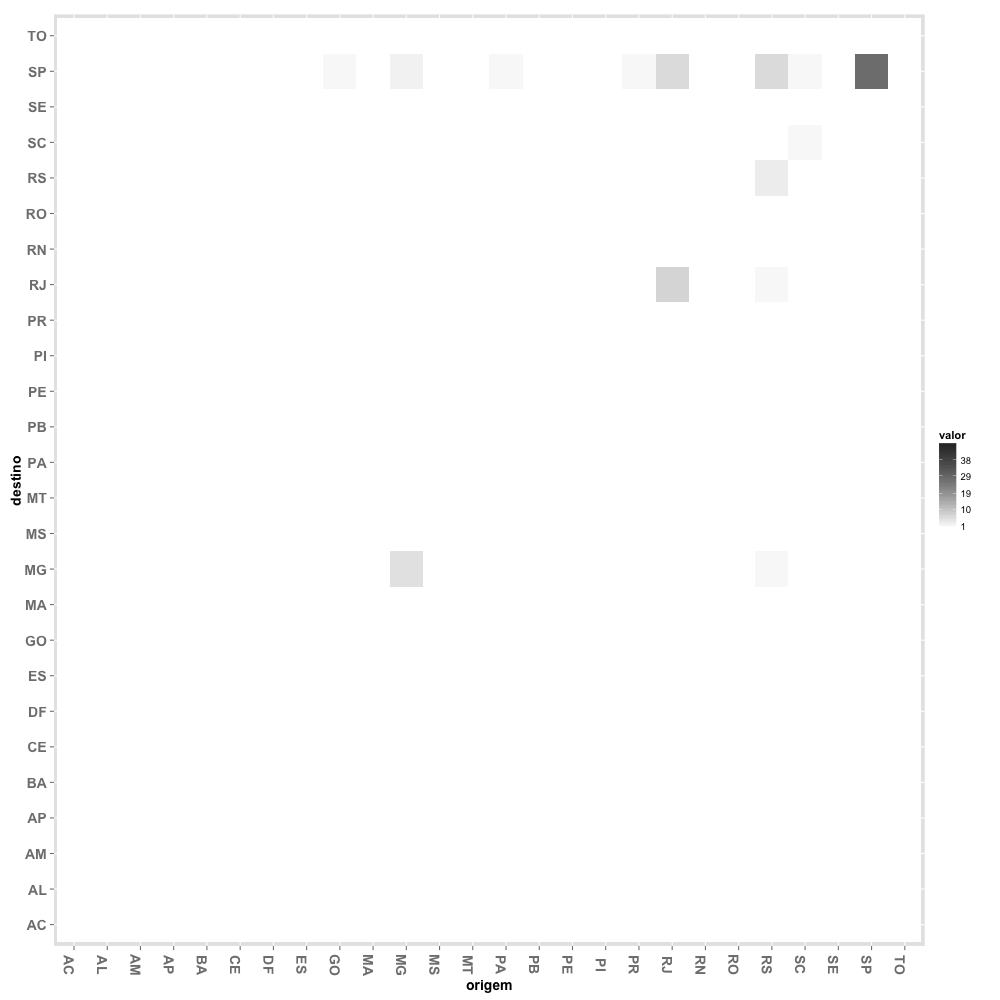 TO
SP
SE
SC
RS
RO
RN
RJ
PR
PI
PE
PB
PA
MT
MS
MG
MA
GO
ES
DF
CE
BA
AP
AM
AL
AC
destino
AC AL AM AP BA CE DF ES GO MA MG MS MT PA PB PE PI PR RJ RN RO RS SC SE SP TO
origem
valor
38
29
19
10
1